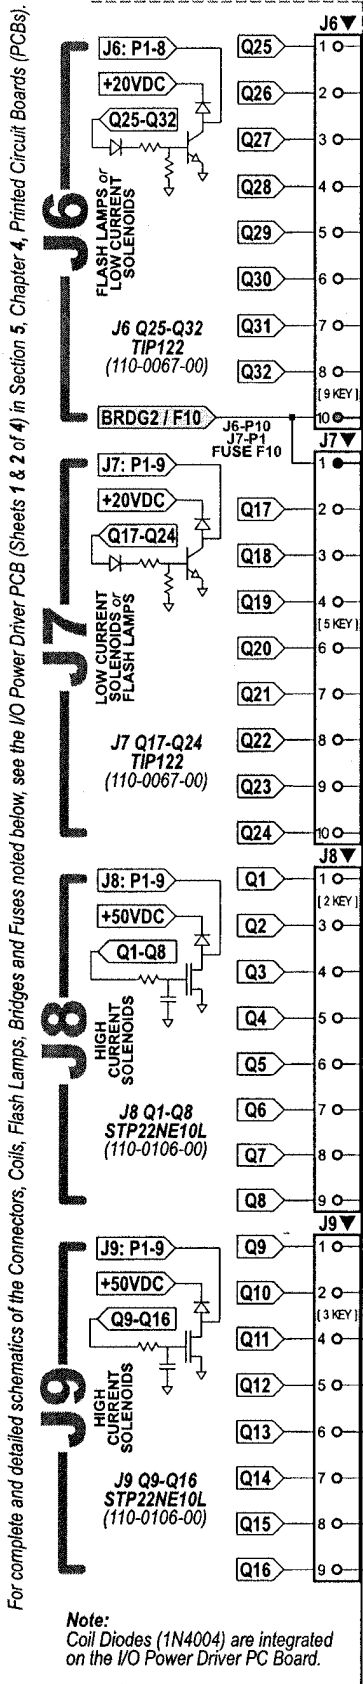 For complete and detailed schematics of the Connectors, Coils, Flash Lamps, Bridges and Fuses noted below, see the I/O Power Driver PCB (Sheets 1 & 2 of 4) in Section 5, Chapter 4, Printed Circuit Boards (PCBs).
J6
J6: P1-8
+20VDC
Q25-Q32
FLASH LAMPS or
LOW CURRENT
SOLENOIDS
J6 Q25-Q32
TIP122
(110-0067-00)
BRDG2 / F10
J6-P10
J7-P1
FUSE F10
J6▼
Q25 1
Q26 2
Q27 3
Q28 4
Q29 5
Q30 6
Q31 7
Q32 8
[ 9 KEY ]
10
J7
J7: P1-9
+20VDC
Q17-Q24
LOW CURRENT
SOLENOIDS or
FLASH LAMPS
J7 Q17-Q24
TIP122
(110-0067-00)
J7▼
1
Q17 2
Q18 3
Q19 4
[ 5 KEY ]
Q20 6
Q21 7
Q22 8
Q23 9
Q24 10
J8
J8: P1-9
+50VDC
Q1-Q8
HIGH
CURRENT
SOLENOIDS
J8 Q1-Q8
STP22NE10L
(110-0106-00)
J8▼
Q1 1
[ 2 KEY ]
Q2 3
Q3 4
Q4 5
Q5 6
Q6 7
Q7 8
Q8 9
J9
J9: P1-9
+50VDC
Q9-Q16
HIGH
CURRENT
SOLENOIDS
J9 Q9-Q16
STP22NE10L
(110-0106-00)
J9▼
Q9 1
Q10 2
[ 3 KEY ]
Q11 4
Q12 5
Q13 6
Q14 7
Q15 8
Q16 9
Note:
Coil Diodes (1N4004) are integrated
on the I/O Power Driver PC Board.